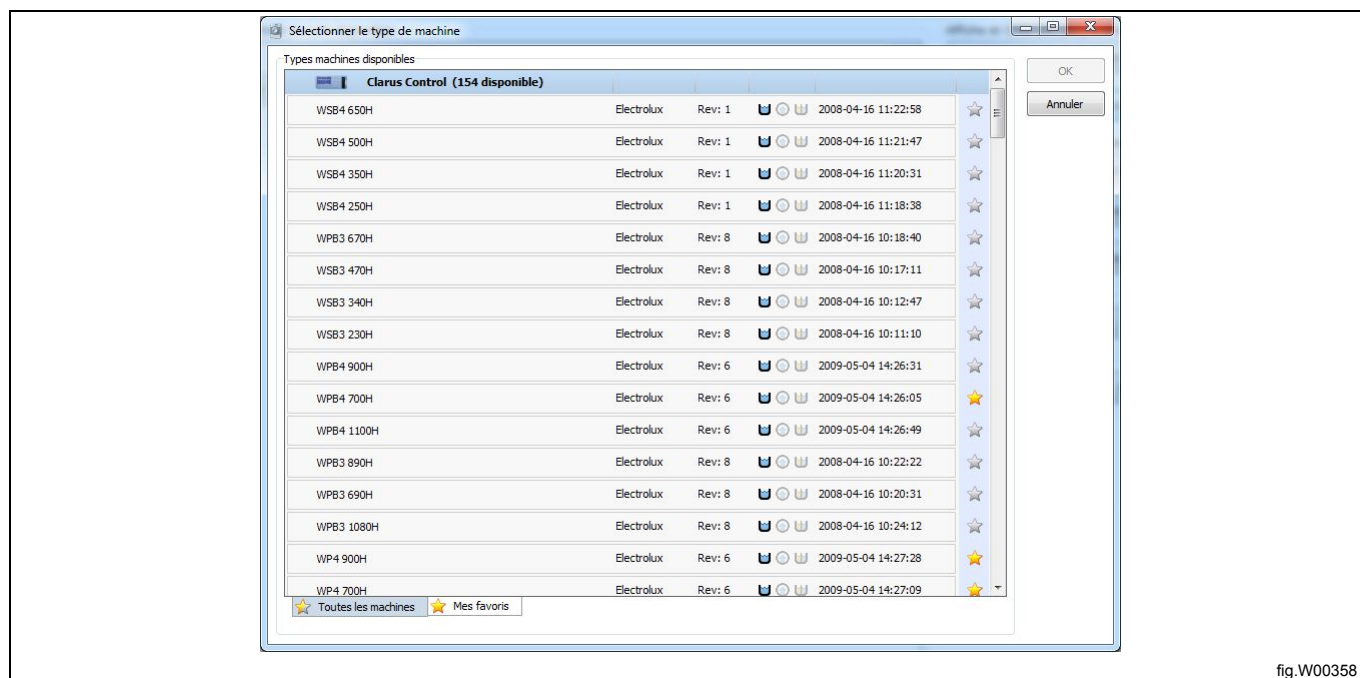 Sélectionner le type de machine
Types machines disponibles
Clarus Control (154 disponible)
OK
Annuler
WSB4 650H Electrolux Rev: 1 2008-04-16 11:22:58
WSB4 500H Electrolux Rev: 1 2008-04-16 11:21:47
WSB4 350H Electrolux Rev: 1 2008-04-16 11:20:31
WSB4 250H Electrolux Rev: 1 2008-04-16 11:18:38
WPB3 670H Electrolux Rev: 8 2008-04-16 10:18:40
WSB3 470H Electrolux Rev: 8 2008-04-16 10:17:11
WSB3 340H Electrolux Rev: 8 2008-04-16 10:12:47
WSB3 230H Electrolux Rev: 8 2008-04-16 10:11:10
WPB4 900H Electrolux Rev: 6 2009-05-04 14:26:31
WPB4 700H Electrolux Rev: 6 2009-05-04 14:26:05
WPB4 1100H Electrolux Rev: 6 2009-05-04 14:26:49
WPB3 890H Electrolux Rev: 8 2008-04-16 10:22:22
WPB3 690H Electrolux Rev: 8 2008-04-16 10:20:31
WPB3 1080H Electrolux Rev: 8 2008-04-16 10:24:12
WP4 900H Electrolux Rev: 6 2009-05-04 14:27:28
WP4 700H Electrolux Rev: 6 2009-05-04 14:27:09
Toutes les machines Mes favoris
fig.W00358